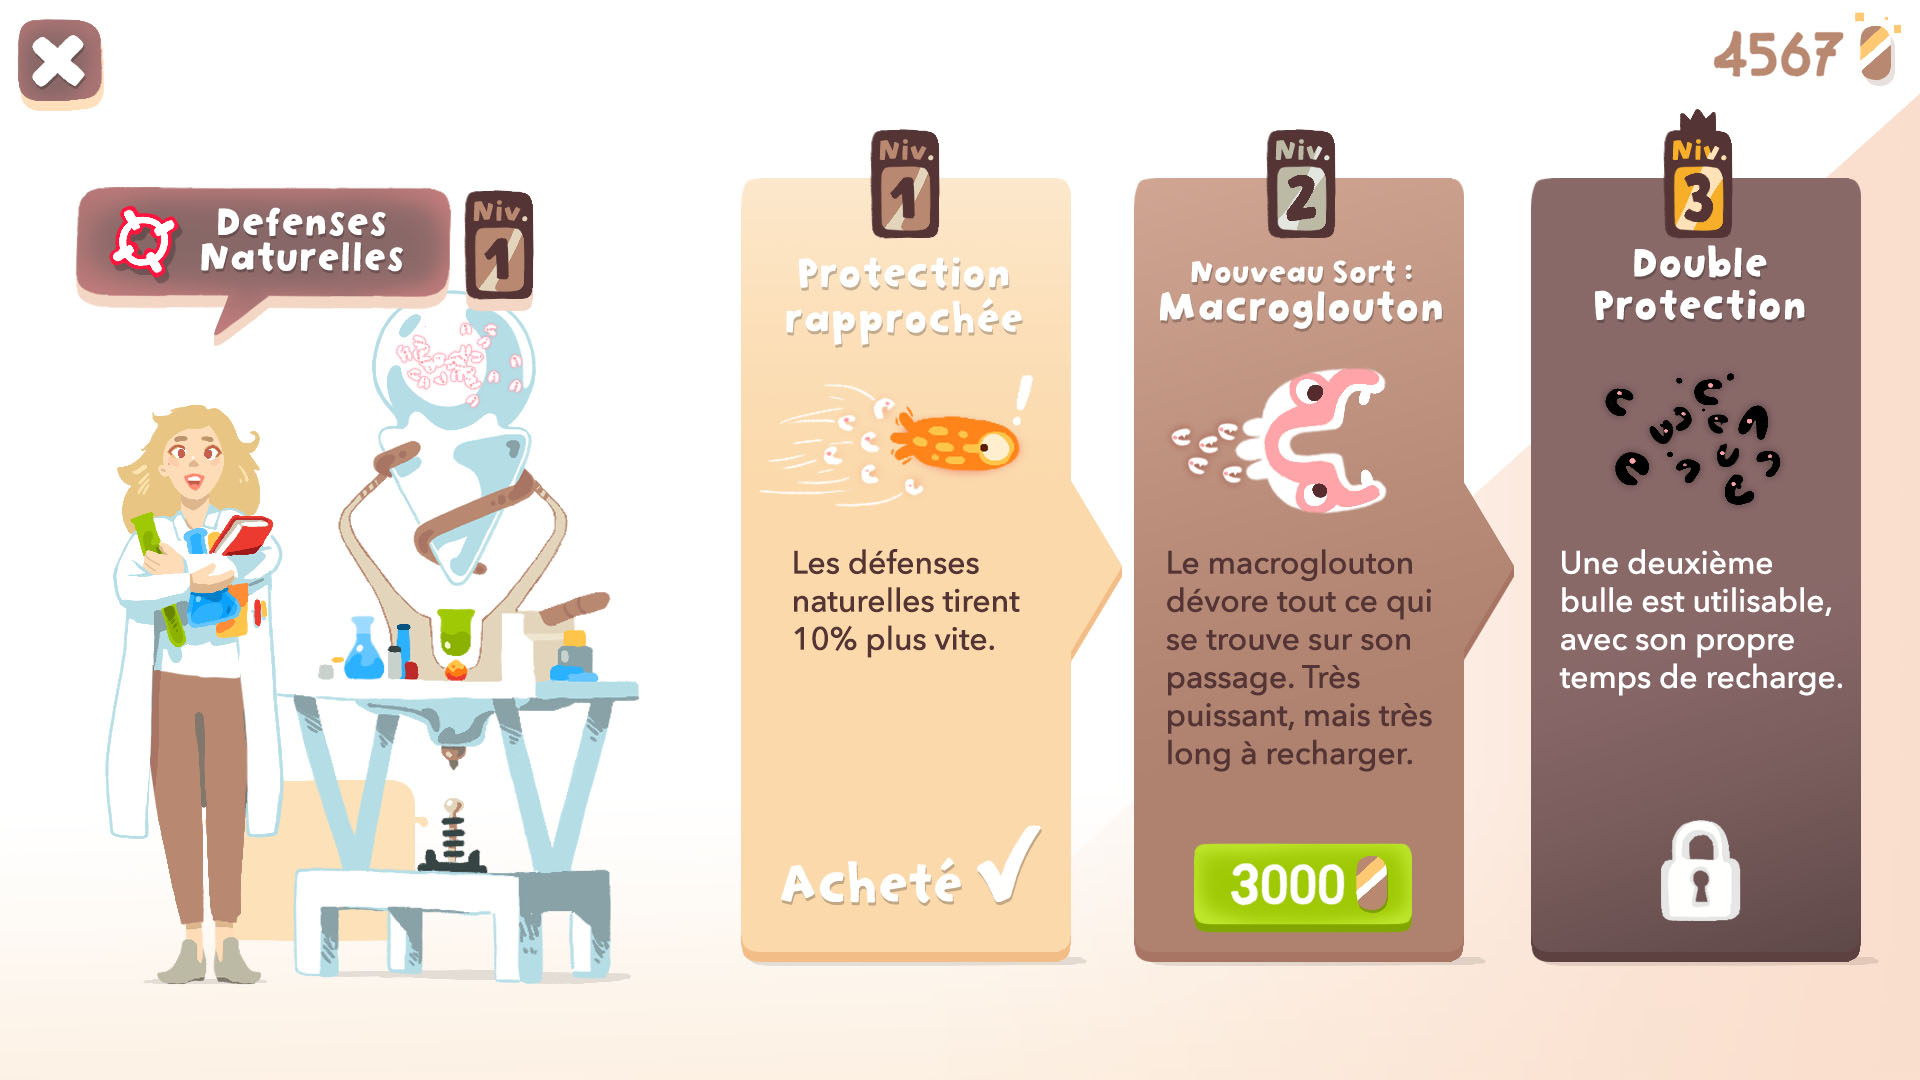 4567
Defenses
Naturelles
Niv.
1
Niv.
1
Protection
rapprochée
Les défenses
naturelles tirent
10% plus vite.
Acheté
Niv.
2
Nouveau Sort :
Macroglouton
Le macroglouton
dévore tout ce qui
se trouve sur son
passage. Très
puissant, mais très
long à recharger.
3000
Niv.
3
Double
Protection
Une deuxième
bulle est utilisable,
avec son propre
temps de recharge.